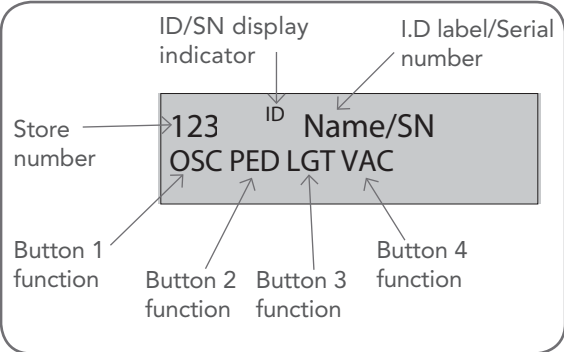 ID/SN display
indicator
I.D label/Serial
number
Store
number
123 ID Name/SN
OSC PED LGT VAC
Button 1
function
Button 2
function
Button 3
function
Button 4
function